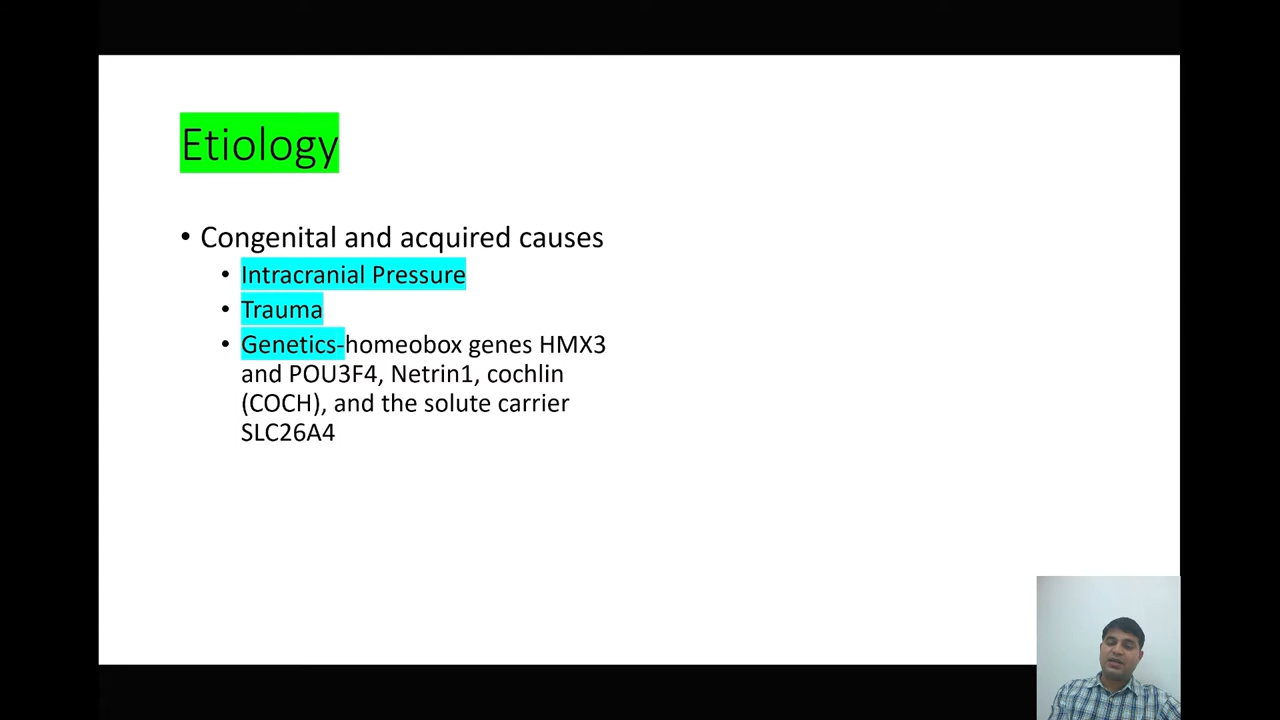 Etiology
• Congenital and acquired causes
• Intracranial Pressure
• Trauma
• Genetics-homeobox genes HMX3
and POU3F4, Netrin1, cochlin
(COCH), and the solute carrier
SLC26A4